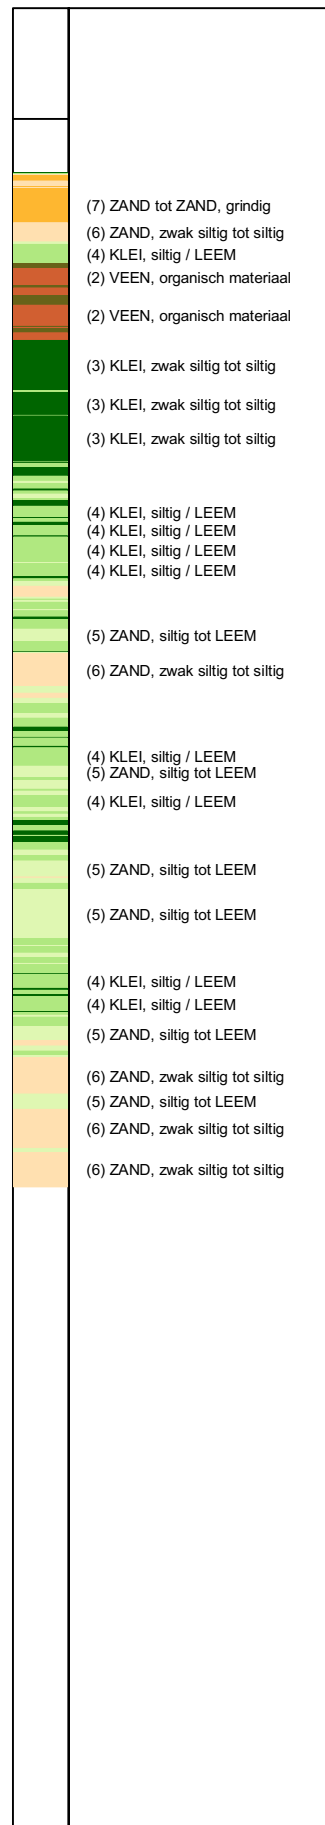 (7) ZAND tot ZAND, grindig
(6) ZAND, zwak siltig tot siltig
(4) KLEI, siltig / LEEM
(2) VEEN, organisch materiaal
(2) VEEN, organisch materiaal
(3) KLEI, zwak siltig tot siltig
(3) KLEI, zwak siltig tot siltig
(3) KLEI, zwak siltig tot siltig
(4) KLEI, siltig / LEEM
(4) KLEI, siltig / LEEM
(4) KLEI, siltig / LEEM
(4) KLEI, siltig / LEEM
(5) ZAND, siltig tot LEEM
(6) ZAND, zwak siltig tot siltig
(4) KLEI, siltig / LEEM
(5) ZAND, siltig tot LEEM
(4) KLEI, siltig / LEEM
(5) ZAND, siltig tot LEEM
(5) ZAND, siltig tot LEEM
(4) KLEI, siltig / LEEM
(4) KLEI, siltig / LEEM
(5) ZAND, siltig tot LEEM
(6) ZAND, zwak siltig tot siltig
(5) ZAND, siltig tot LEEM
(6) ZAND, zwak siltig tot siltig
(6) ZAND, zwak siltig tot siltig